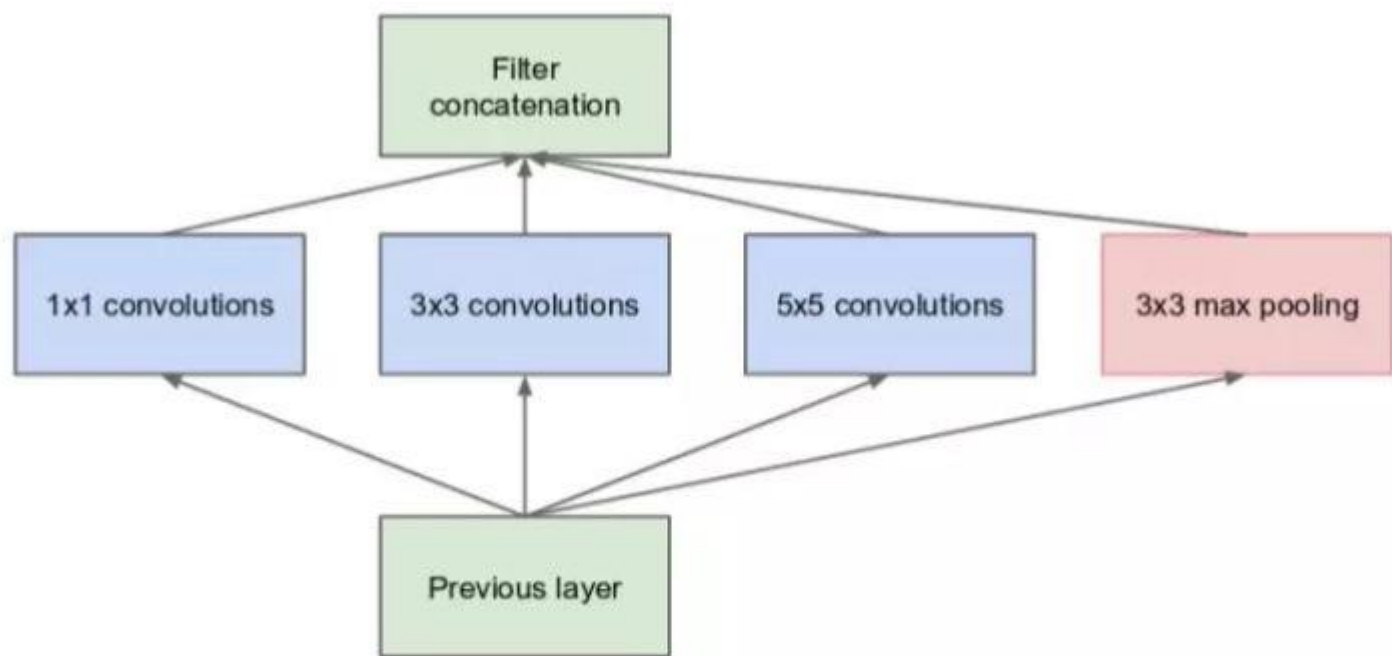 Filter
concatenation
1x1 convolutions
3x3 convolutions
5x5 convolutions
3x3 max pooling
Previous layer